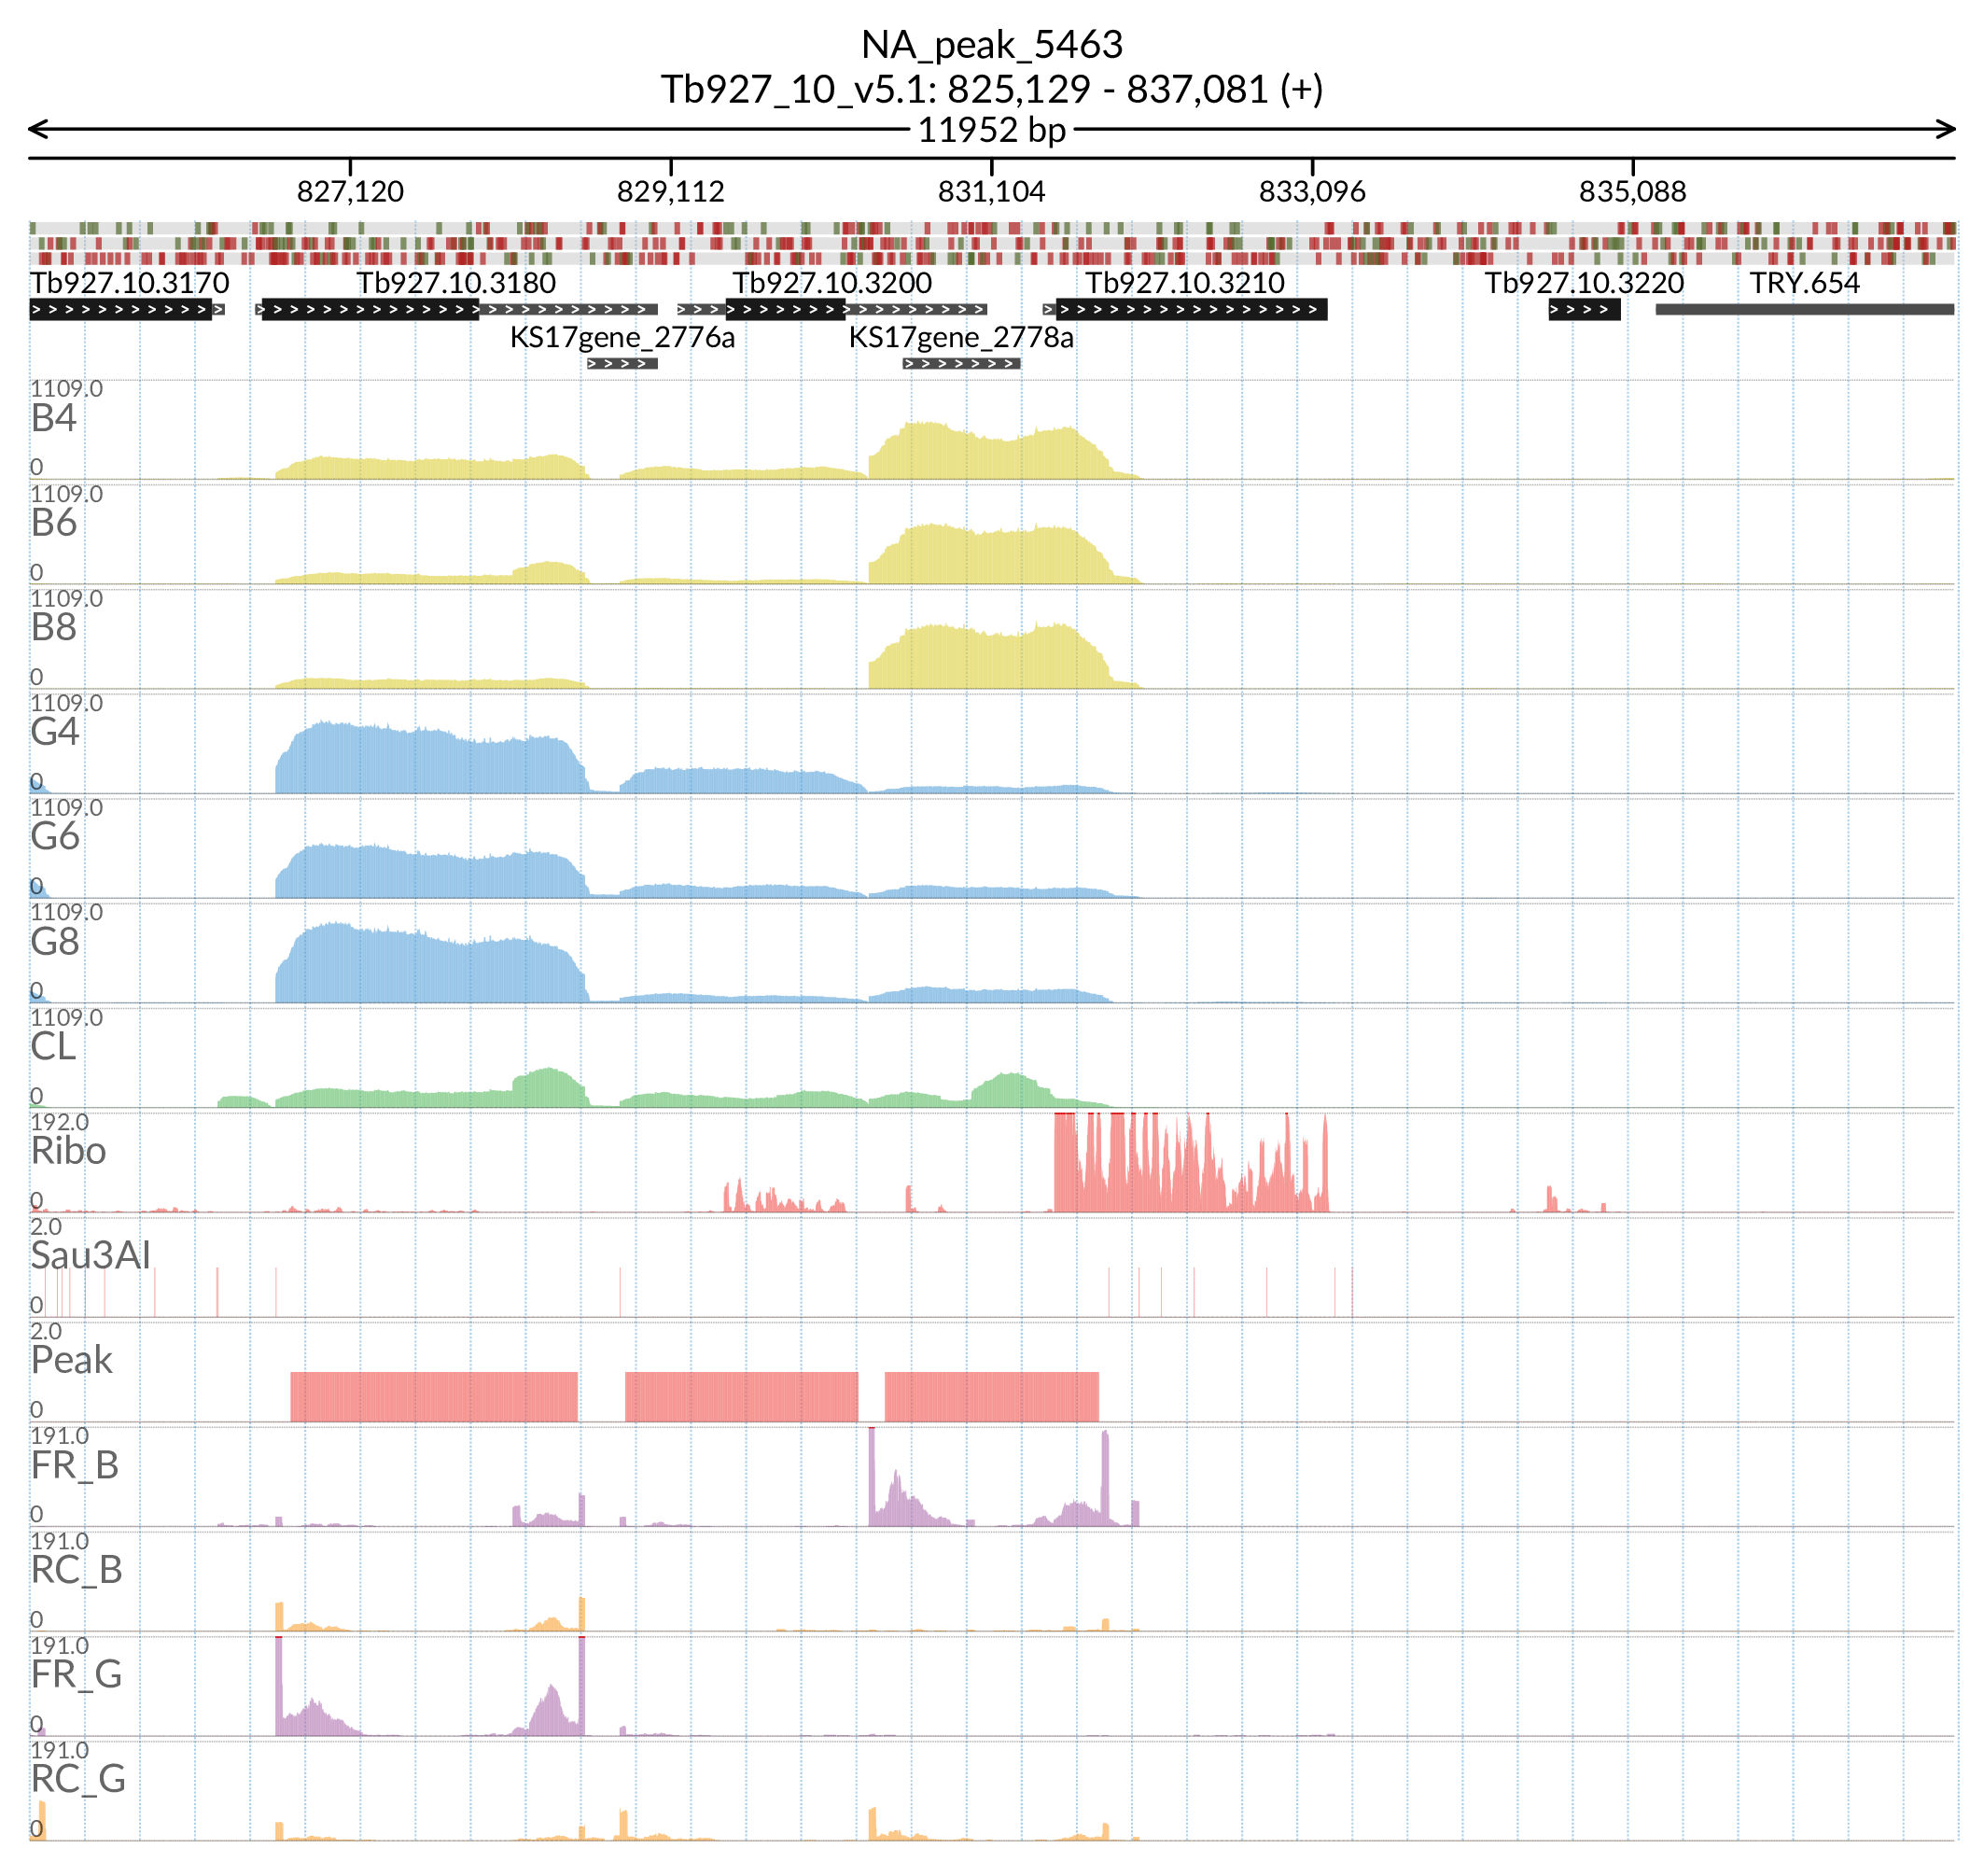 NA_peak_5463
Tb927_10_v5.1: 825,129 - 837,081 (+)
11952 bp
827,120 829,112 831,104 833,096 835,088
Tb927.10.3170 Tb927.10.3180 Tb927.10.3200 Tb927.10.3210 Tb927.10.3220 TRY.654
KS17gene_2776a KS17gene_2778a
1109.0
B4
0
1109.0
B6
0
1109.0
B8
0
1109.0
G4
0
1109.0
G6
0
1109.0
G8
0
1109.0
CL
0
192.0
Ribo
0
2.0
Sau3AI
0
2.0
Peak
0
191.0
FR_B
0
191.0
RC_B
0
191.0
FR_G
0
191.0
RC_G
0